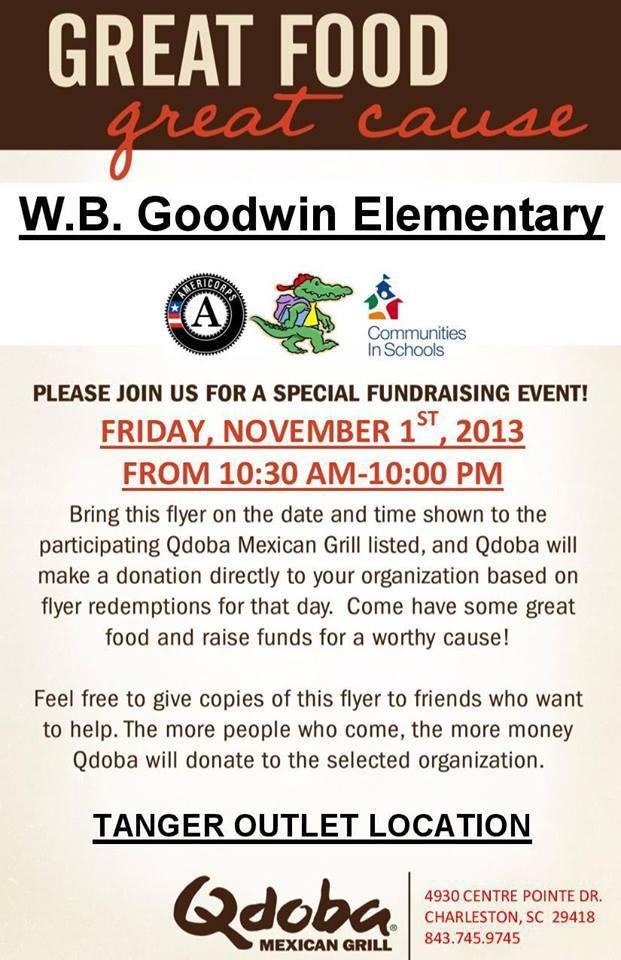 GREAT FOOD
great cause
W.B. Goodwin Elementary
AMERICORPS
A
Communities
In Schools
PLEASE JOIN US FOR A SPECIAL FUNDRAISING EVENT!
FRIDAY, NOVEMBER 1ST, 2013
FROM 10:30 AM-10:00 PM
Bring this flyer on the date and time shown to the
participating Qdoba Mexican Grill listed, and Qdoba will
make a donation directly to your organization based on
flyer redemptions for that day.  Come have some great
food and raise funds for a worthy cause!
Feel free to give copies of this flyer to friends who want
to help. The more people who come, the more money
Qdoba will donate to the selected organization.
TANGER OUTLET LOCATION
Qdoba®
MEXICAN GRILL
4930 CENTRE POINTE DR.
CHARLESTON, SC  29418
843.745.9745